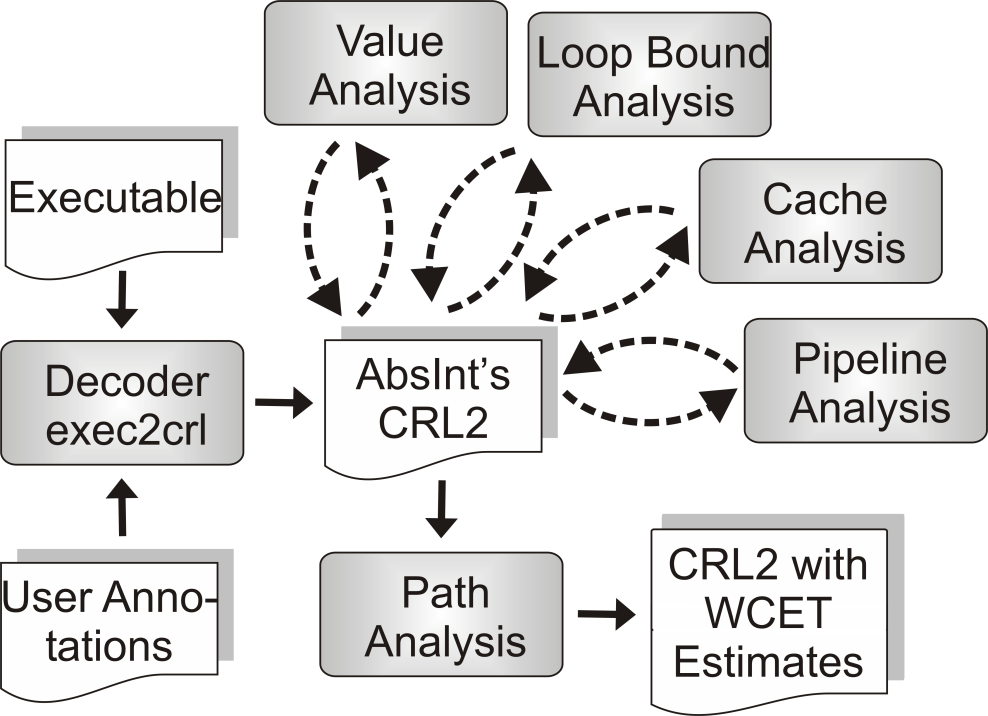 Value
Analysis
Loop Bound
Analysis
Executable
Cache
Analysis
Decoder
exec2crl
AbsInt's
CRL2
Pipeline
Analysis
User Anno-
tations
Path
Analysis
CRL2 with
WCET
Estimates